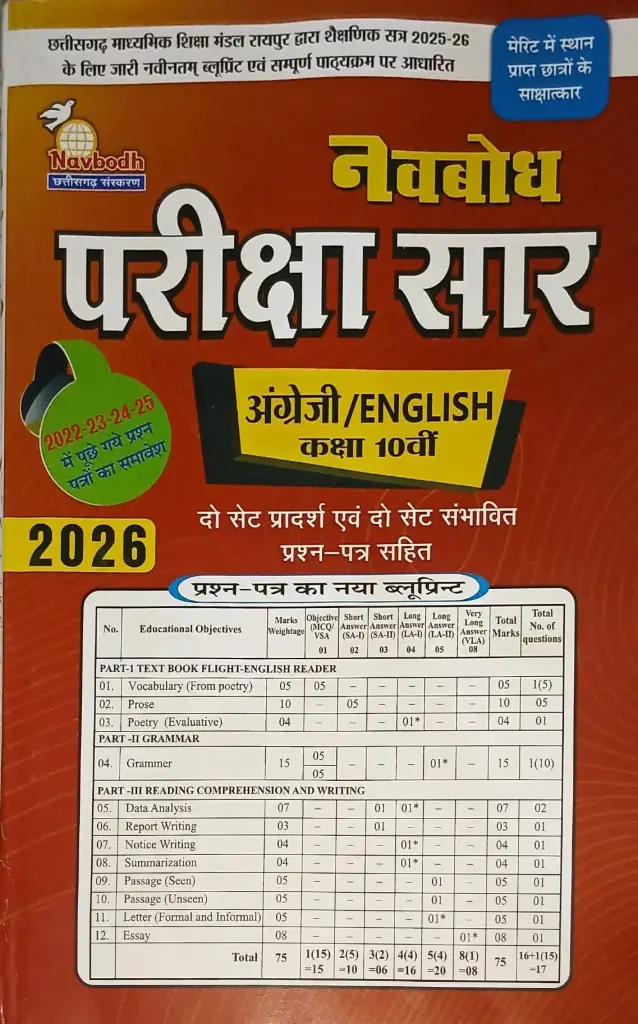 छत्तीसगढ़ माध्यमिक शिक्षा मंडल रायपुर द्वारा शैक्षणिक सत्र 2025-26
के लिए जारी नवीनतम् ब्लूप्रिंट एवं सम्पूर्ण पाठ्यक्रम पर आधारित
मेरिट में स्थान
प्राप्त छात्रों के
साक्षात्कार
Navbodh
छत्तीसगढ़ संस्करण
नवबोध
परीक्षा सार
अंग्रेजी/ENGLISH
कक्षा 10वीं
2022-23-24-25
में पूछे गये प्रश्न
पत्रों का समावेश
2026
दो सेट प्रादर्श एवं दो सेट संभावित
प्रश्न-पत्र सहित
प्रश्न-पत्र का नया ब्लूप्रिन्ट
No. Educational Objectives Marks Weightage Objective (MCQ/ VSA 01 Short Answer (SA-I) 02 Short Answer (SA-II) 03 Long Answer (LA-I) 04 Long Answer (LA-II) 05 Very Long Answer (VLA) 08 Total Marks Total No. of questions
PART-1 TEXT BOOK FLIGHT-ENGLISH READER
01. Vocabulary (From poetry) 05 05 – – – – – 05 1(5)
02. Prose 10 – 05 – – – – 10 05
03. Poetry (Evaluative) 04 – – – 01* – – 04 01
PART -II GRAMMAR
04. Grammer 15 05 05 – – – 01* – 15 1(10)
PART -III READING COMPREHENSION AND WRITING
05. Data Analysis 07 – – 01 01* – – 07 02
06. Report Writing 03 – – 01 – – – 03 01
07. Notice Writing 04 – – – 01* – – 04 01
08. Summarization 04 – – – 01* – – 04 01
09. Passage (Seen) 05 – – – – 01 – 05 01
10. Passage (Unseen) 05 – – – – 01 – 05 01
11. Letter (Formal and Informal) 05 – – – – 01* – 05 01
12. Essay 08 – – – – – 01* 08 01
Total 75 1(15) =15 2(5) =10 3(2) =06 4(4) =16 5(4) =20 8(1) =08 75 16+1(15) =17